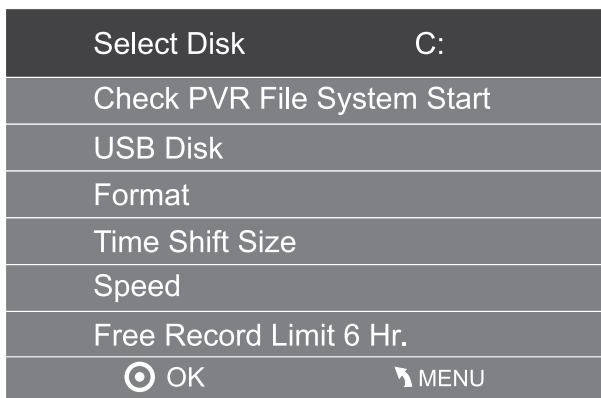 Select Disk C:
Check PVR File System Start
USB Disk
Format
Time Shift Size
Speed
Free Record Limit 6 Hr.
OK MENU